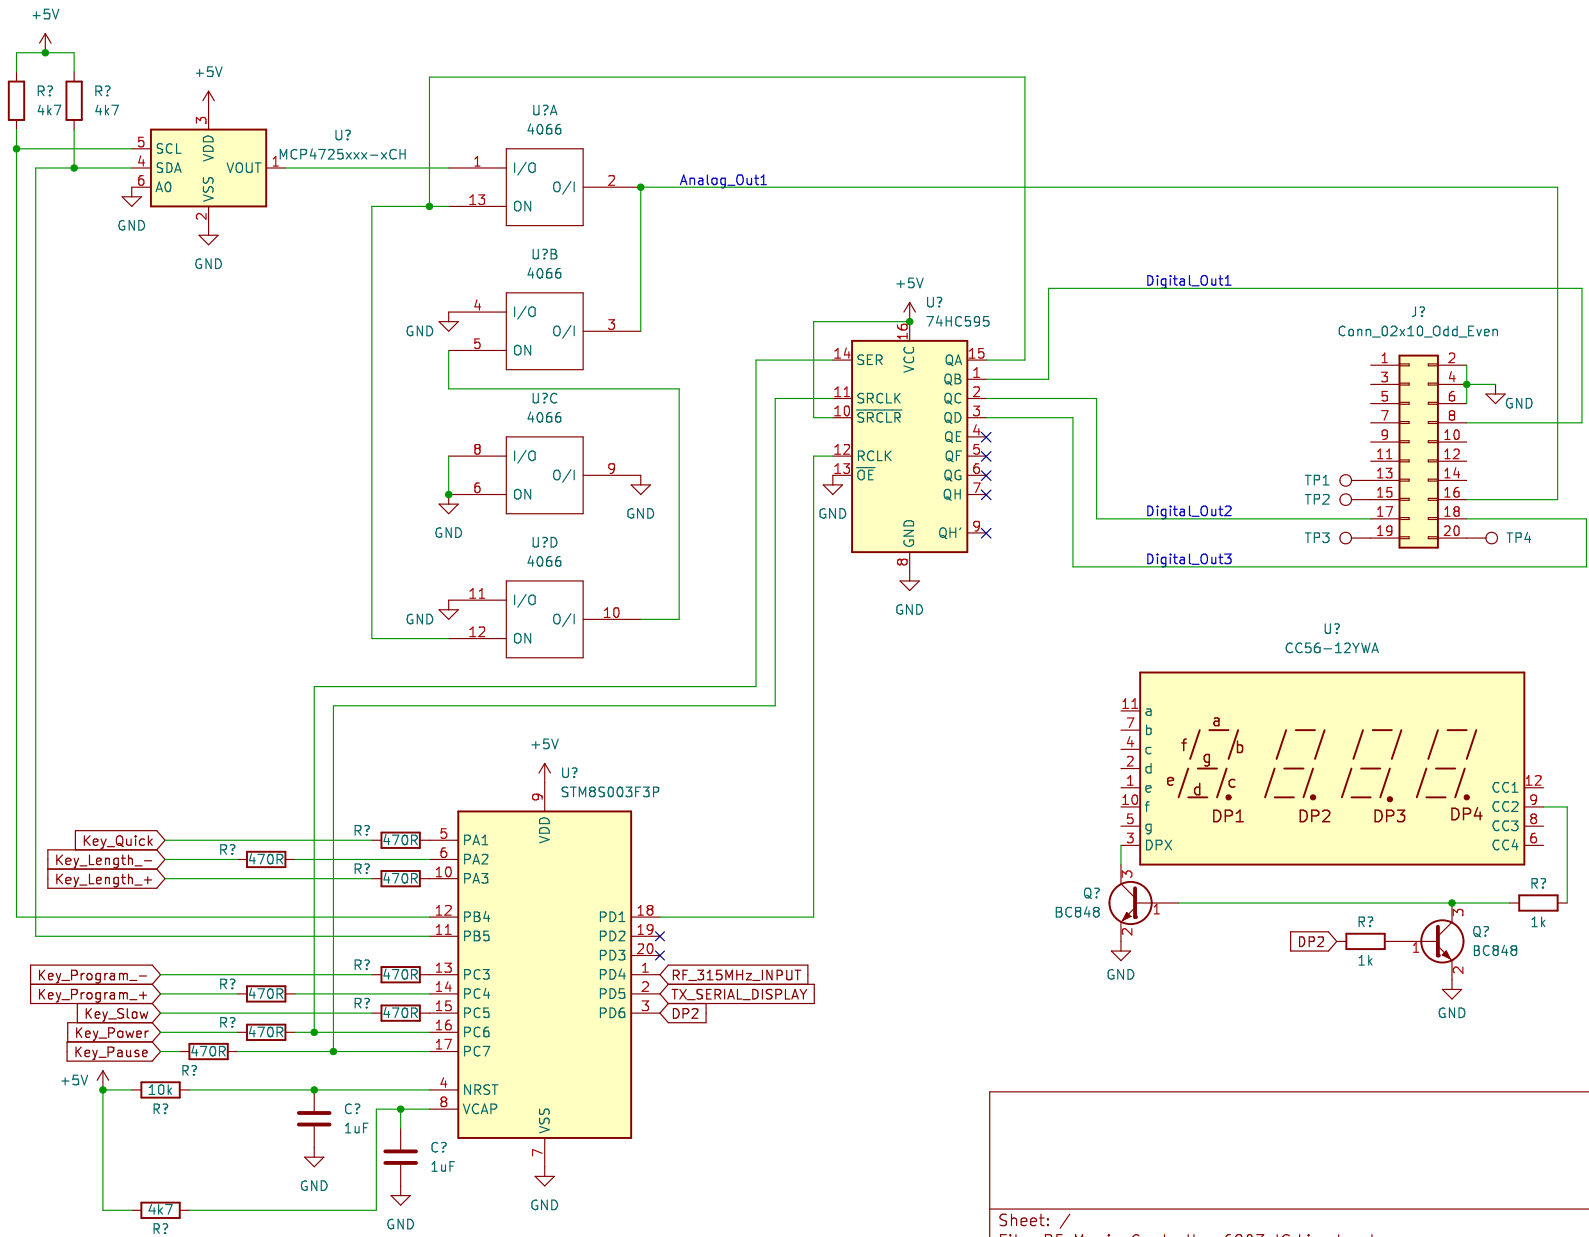 +5V
R?
4k7
R?
4k7
+5V
3
VDD
5
SCL
4
SDA
6
A0
VOUT
1
VSS
2
GND
GND
U?
MCP4725xxx-xCH
U?A
4066
1
I/O
O/I
2
13
ON
Analog_Out1
U?B
4066
4
I/O
GND
O/I
3
5
ON
U?C
4066
8
I/O
O/I
9
6
ON
GND
GND
U?D
4066
11
I/O
GND
O/I
10
12
ON
+5V
U?
74HC595
16
VCC
14
SER
11
SRCLK
10
SRCLR
12
RCLK
13
OE
GND
QA
15
QB
1
QC
2
QD
3
QE
4
QF
5
QG
6
QH
7
QH'
9
GND
8
GND
Digital_Out1
Digital_Out2
Digital_Out3
J?
Conn_02x10_Odd_Even
1
2
3
4
5
6
GND
7
8
9
10
11
12
TP1
13
14
TP2
15
16
17
18
TP3
19
20
TP4
U?
CC56-12YWA
11
a
7
b
4
c
2
d
1
e
10
f
5
g
3
DPX
a
f
b
g
e
c
d
DP1
DP2
DP3
DP4
CC1
12
CC2
9
CC3
8
CC4
6
Q?
BC848
3
1
2
GND
R?
1k
DP2
R?
1k
3
1
2
Q?
BC848
GND
+5V
U?
STM8S003F3P
9
VDD
Key_Quick
R?
470R
5
PA1
Key_Length_-
R?
470R
6
PA2
Key_Length_+
470R
10
PA3
12
PB4
11
PB5
Key_Program_-
R?
470R
13
PC3
Key_Program_+
R?
470R
14
PC4
Key_Slow
R?
470R
15
PC5
Key_Power
R?
470R
16
PC6
Key_Pause
470R
R?
17
PC7
PD1
18
PD2
19
PD3
20
PD4
1
RF_315MHz_INPUT
PD5
2
TX_SERIAL_DISPLAY
PD6
3
DP2
+5V
10k
R?
4
NRST
8
VCAP
C?
1uF
GND
C?
1uF
GND
4k7
R?
VSS
7
GND
Sheet: /